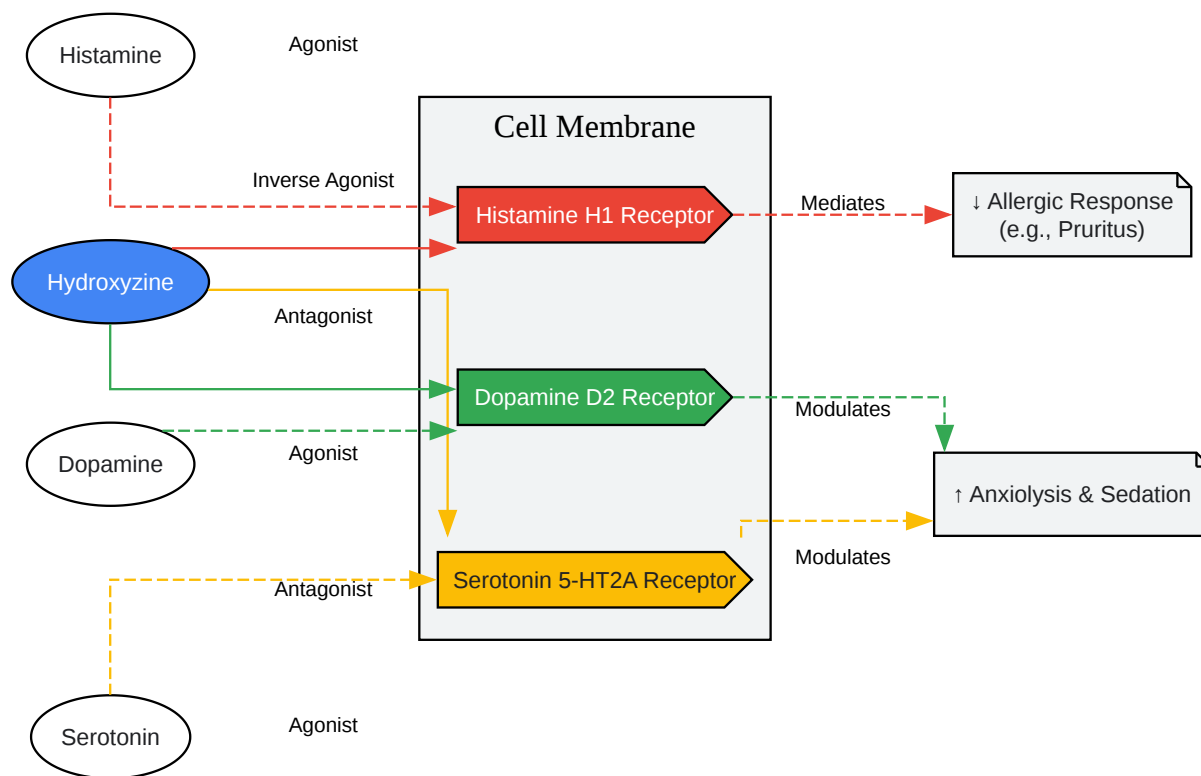 Histamine
Agonist
Cell Membrane
Inverse Agonist
Histamine H1 Receptor
Mediates
↓ Allergic Response
(e.g., Pruritus)
Hydroxyzine
Antagonist
Dopamine D2 Receptor
Modulates
Dopamine
Agonist
↑ Anxiolysis & Sedation
Modulates
Serotonin 5-HT2A Receptor
Antagonist
Serotonin
Agonist